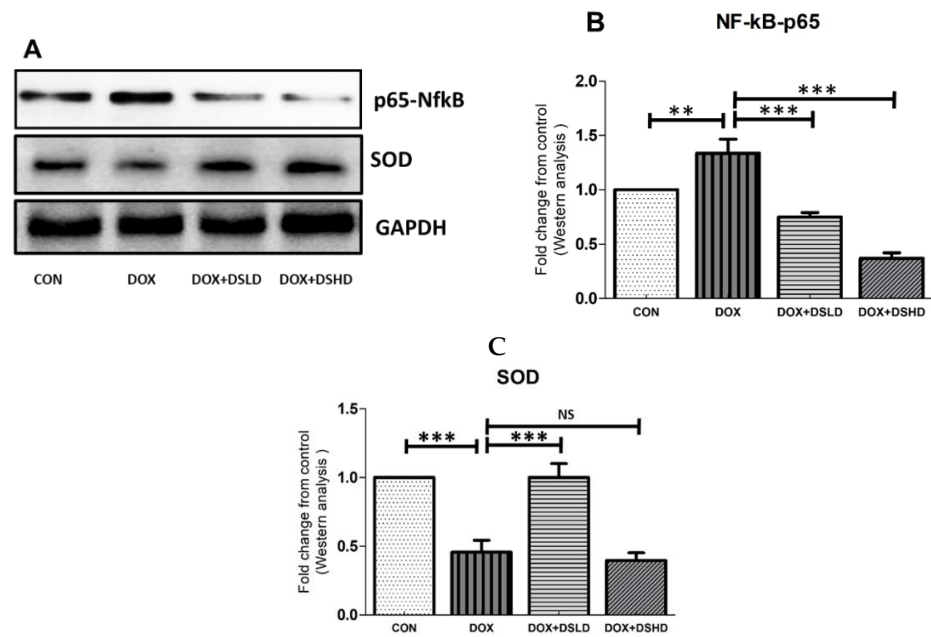 A
p65-NfkB
SOD
GAPDH
CON DOX DOX+DSLD DOX+DSHD
B
NF-kB-p65
Fold change from control
(Western analysis )
2.0
1.5
1.0
0.5
0.0
** *** ***
CON DOX DOX+DSLD DOX+DSHD
C
SOD
Fold change from control
(Western analysis )
1.5
1.0
0.5
0.0
*** *** NS
CON DOX DOX+DSLD DOX+DSHD